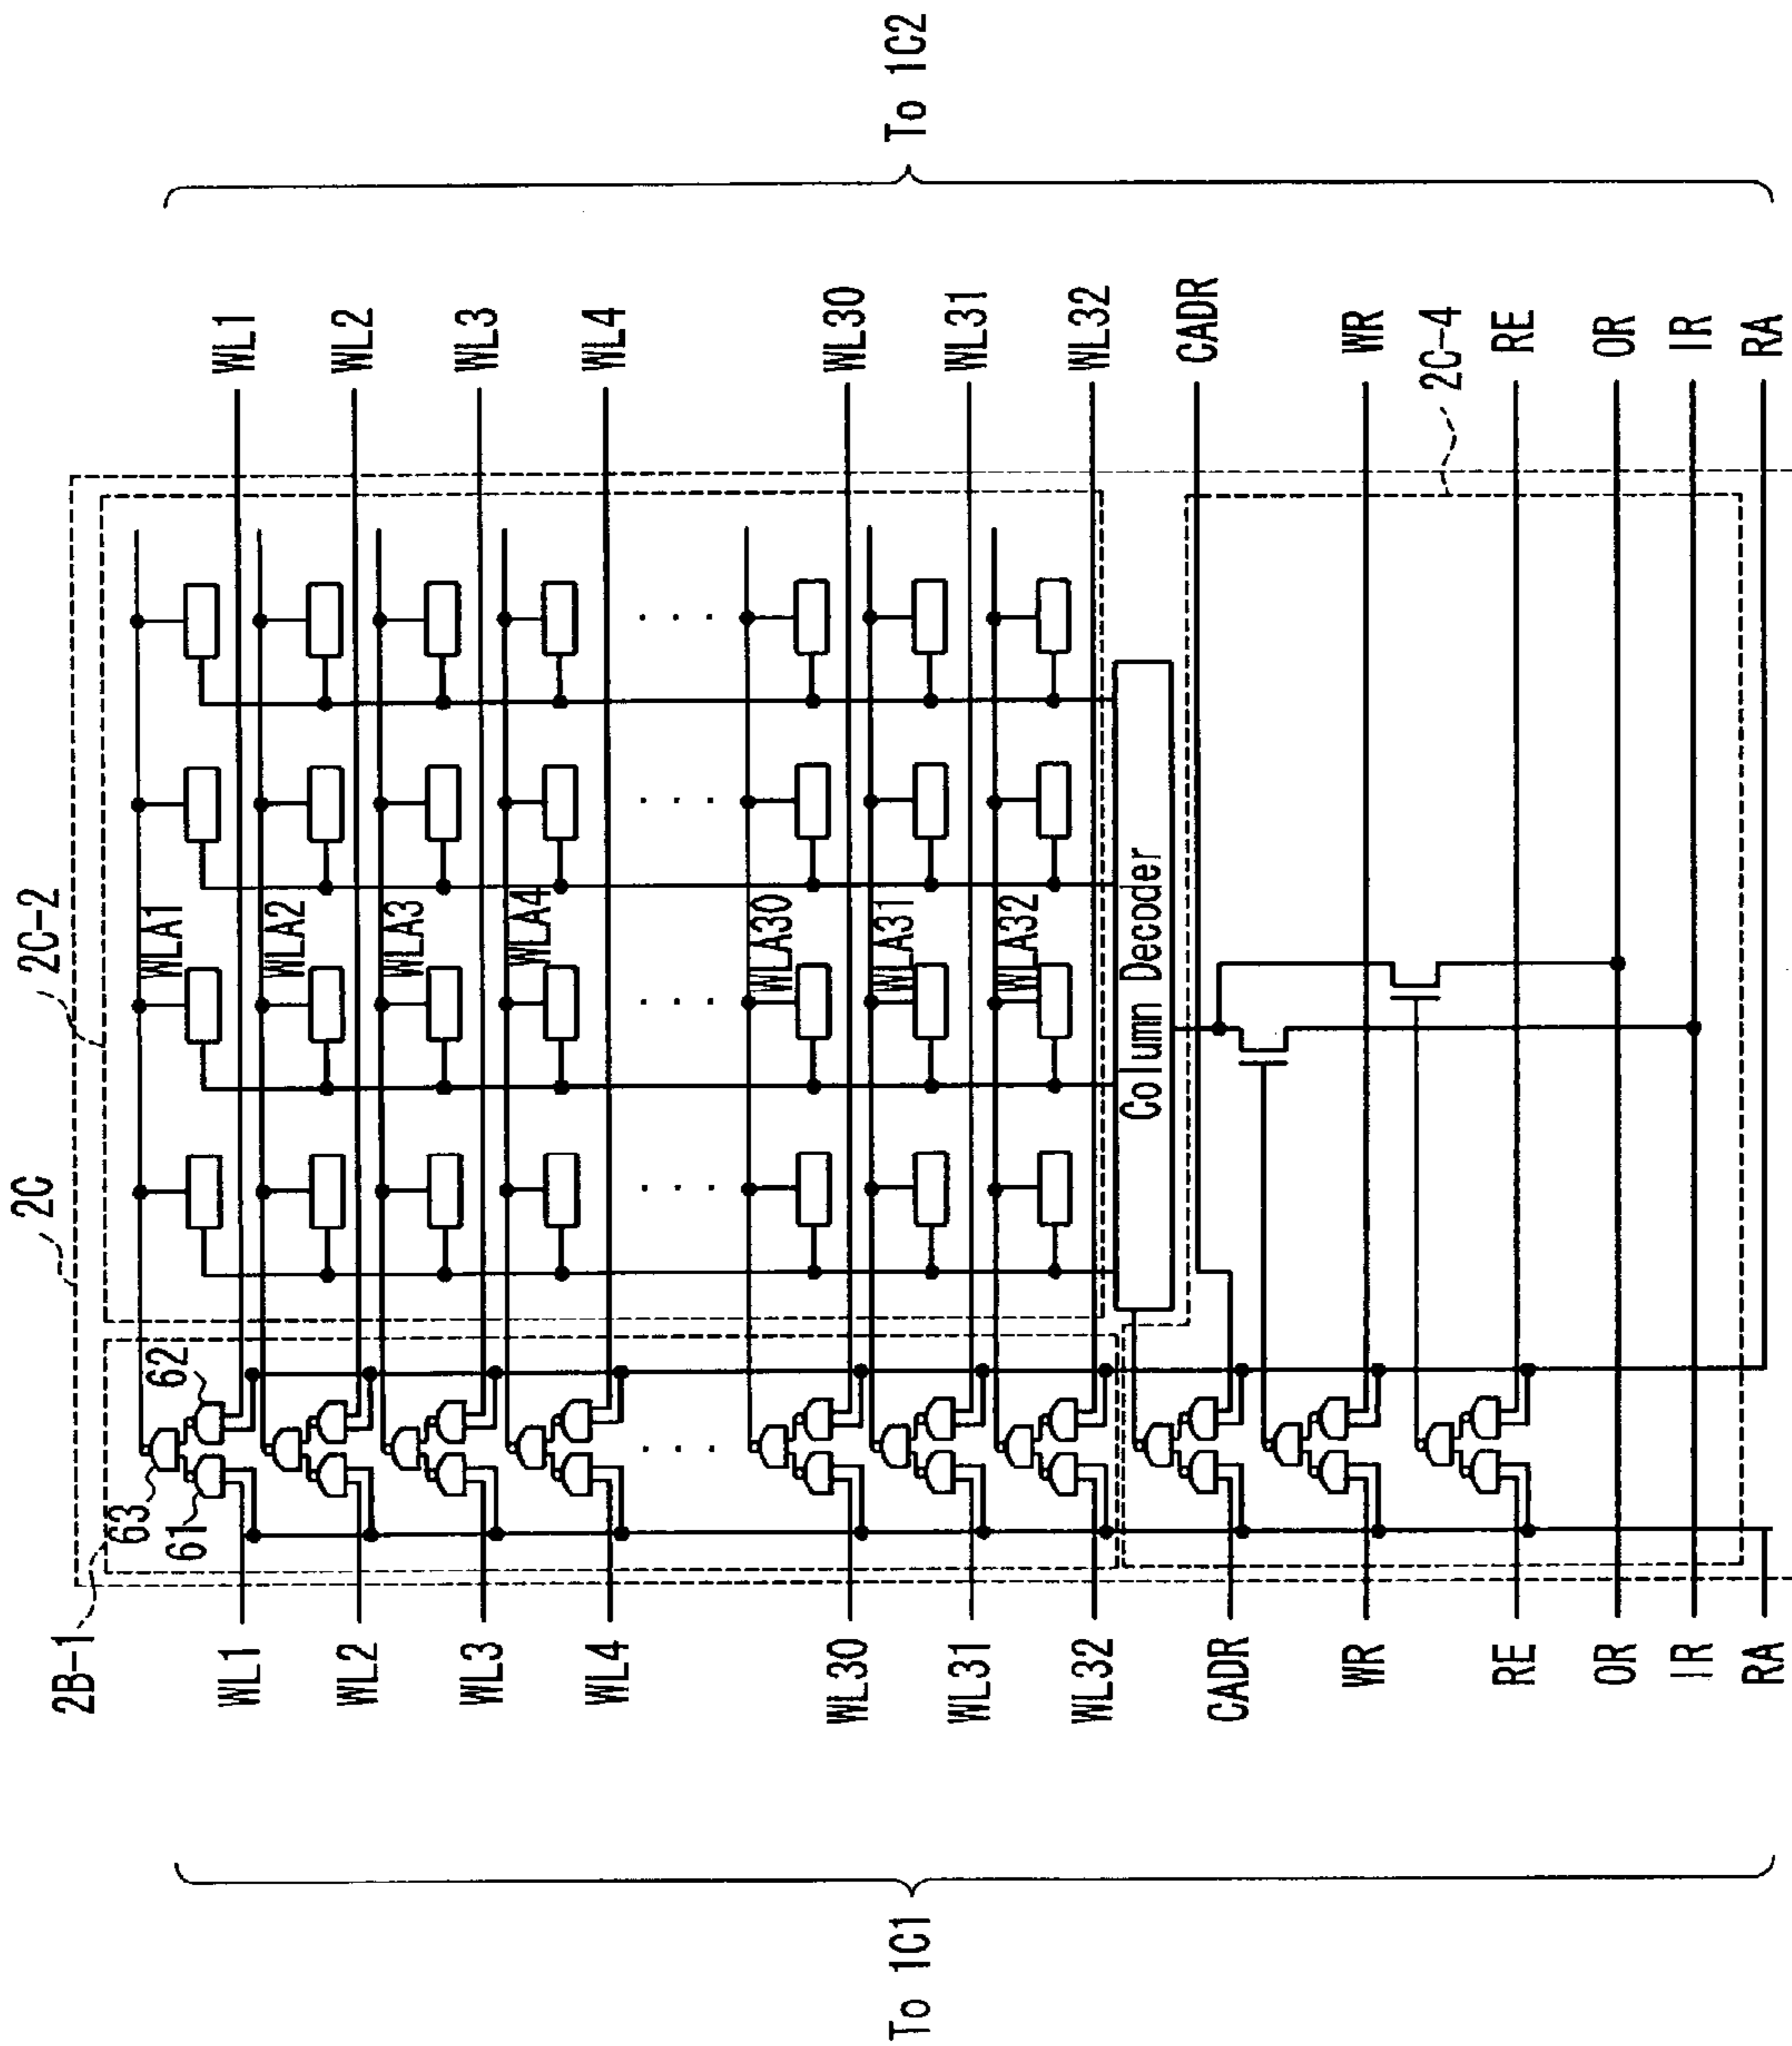 To 1C2
WL1
WL2
WL3
WL4
WL30
WL31
WL32
CADR
WR
RE
OR
IR
RA
2C-4
2C
2C-2
WLA1
WLA2
WLA3
WLA4
WLA30
WLA31
WLA32
Column Decoder
2B-1
61
62
63
WL1
WL2
WL3
WL4
WL30
WL31
WL32
CADR
WR
RE
OR
IR
RA
To 1C1